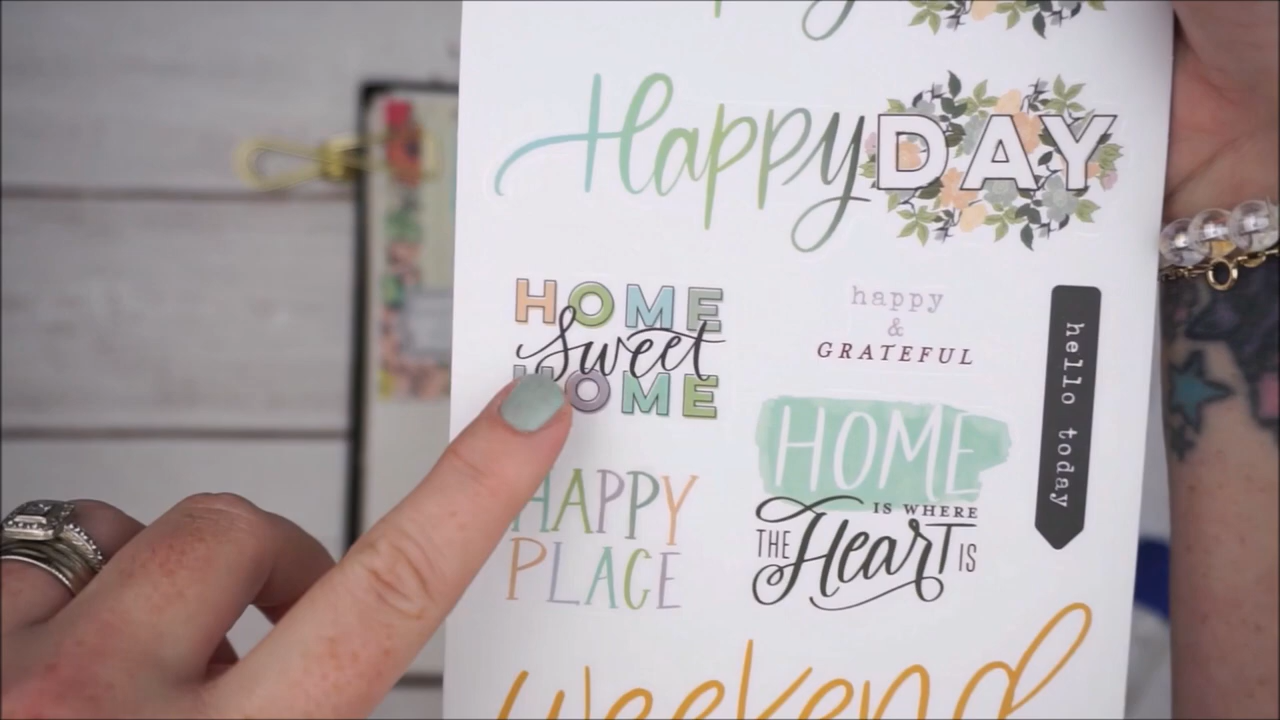 Happy DAY
HOME
Sweet
HOME
happy
&
GRATEFUL
hello today
HOME
IS WHERE
THE Heart IS
HAPPY
PLACE
weekend